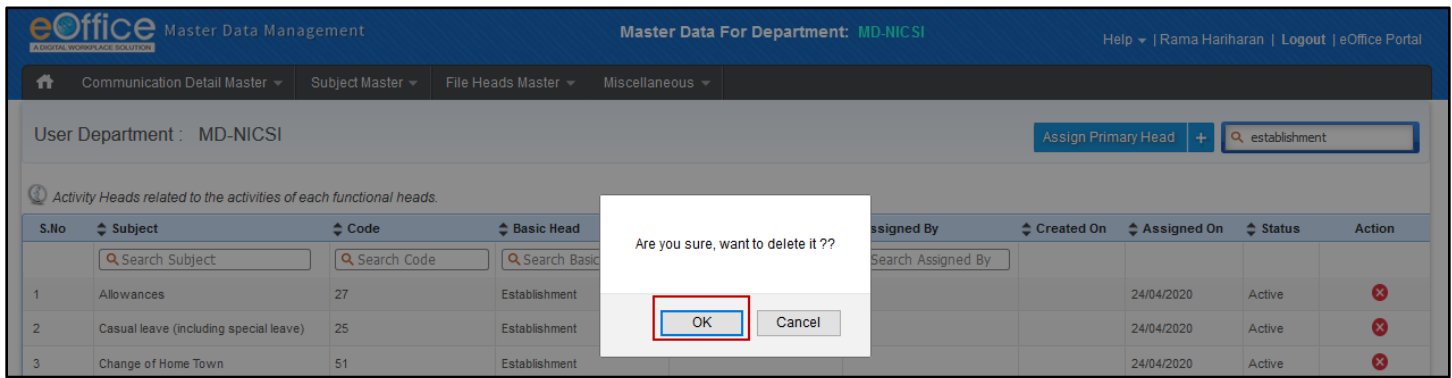 eOffice Master Data Management Master Data For Department: MD-NICSI Help | Rama Hariharan | Logout | eOffice Portal
A DIGITAL WORKPLACE SOLUTION
Communication Detail Master Subject Master File Heads Master Miscellaneous
User Department : MD-NICSI Assign Primary Head + establishment
Activity Heads related to the activities of each functional heads.
S.No Subject Code Basic Head ssigned By Created On Assigned On Status Action
Are you sure, want to delete it ??
Search Subject Search Code Search Basic Search Assigned By
1 Allowances 27 Establishment 24/04/2020 Active
OK Cancel
2 Casual leave (including special leave) 25 Establishment 24/04/2020 Active
3 Change of Home Town 51 Establishment 24/04/2020 Active